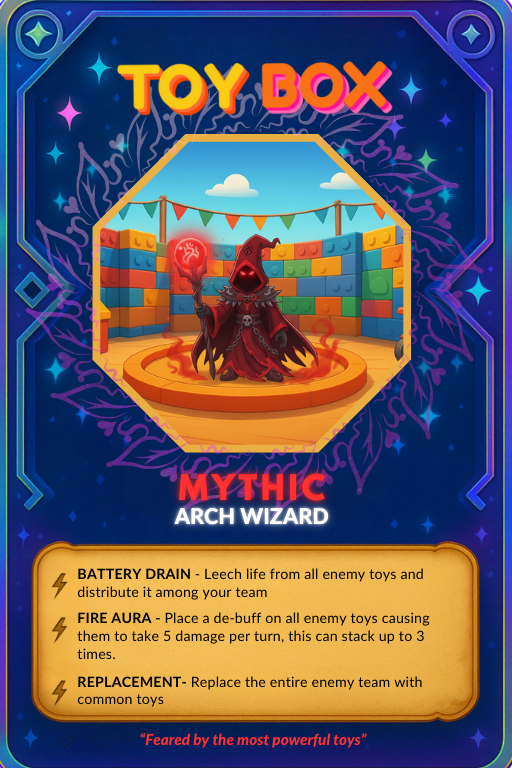 TOY BOX
MYTHIC
ARCH WIZARD
BATTERY DRAIN - Leech life from all enemy toys and
distribute it among your team
FIRE AURA - Place a de-buff on all enemy toys causing
them to take 5 damage per turn, this can stack up to 3
times.
REPLACEMENT- Replace the entire enemy team with
common toys
“Feared by the most powerful toys”